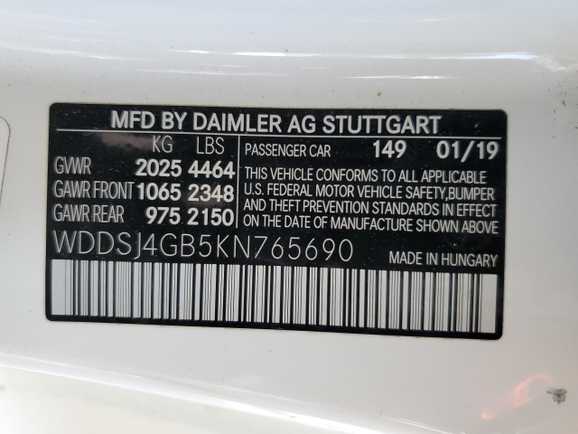 MFD BY DAIMLER AG STUTTGART
KG LBS
GVWR 2025 4464
GAWR FRONT 1065 2348
GAWR REAR 975 2150
PASSENGER CAR 149 01/19
THIS VEHICLE CONFORMS TO ALL APPLICABLE
U.S. FEDERAL MOTOR VEHICLE SAFETY,BUMPER
AND THEFT PREVENTION STANDARDS IN EFFECT
ON THE DATE OF MANUFACTURE SHOWN ABOVE
WDDSJ4GB5KN765690
MADE IN HUNGARY